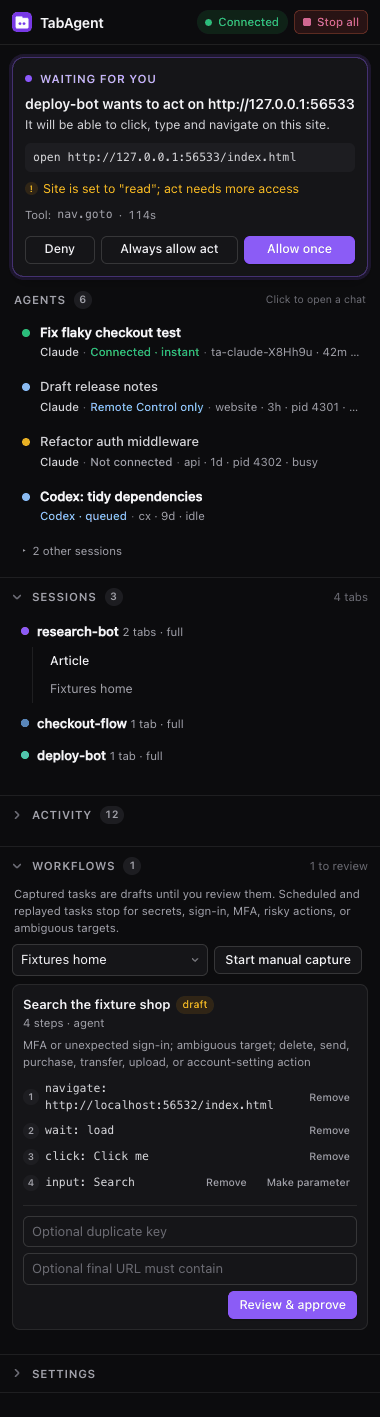 TabAgent
Connected
Stop all
WAITING FOR YOU
deploy-bot wants to act on http://127.0.0.1:56533
It will be able to click, type and navigate on this site.
open http://127.0.0.1:56533/index.html
! Site is set to "read"; act needs more access
Tool: nav.goto · 114s
Deny
Always allow act
Allow once
AGENTS 6
Click to open a chat
Fix flaky checkout test
Claude · Connected · instant · ta-claude-X8Hh9u · 42m ...
Draft release notes
Claude · Remote Control only · website · 3h · pid 4301 · ...
Refactor auth middleware
Claude · Not connected · api · 1d · pid 4302 · busy
Codex: tidy dependencies
Codex · queued · cx · 9d · idle
2 other sessions
SESSIONS 3
4 tabs
research-bot 2 tabs · full
Article
Fixtures home
checkout-flow 1 tab · full
deploy-bot 1 tab · full
ACTIVITY 12
WORKFLOWS 1
1 to review
Captured tasks are drafts until you review them. Scheduled and
replayed tasks stop for secrets, sign-in, MFA, risky actions, or
ambiguous targets.
Fixtures home
Start manual capture
Search the fixture shop draft
4 steps · agent
MFA or unexpected sign-in; ambiguous target; delete, send,
purchase, transfer, upload, or account-setting action
1 navigate:
http://localhost:56532/index.html
Remove
2 wait: load
Remove
3 click: Click me
Remove
4 input: Search
Remove
Make parameter
Optional duplicate key
Optional final URL must contain
Review & approve
SETTINGS